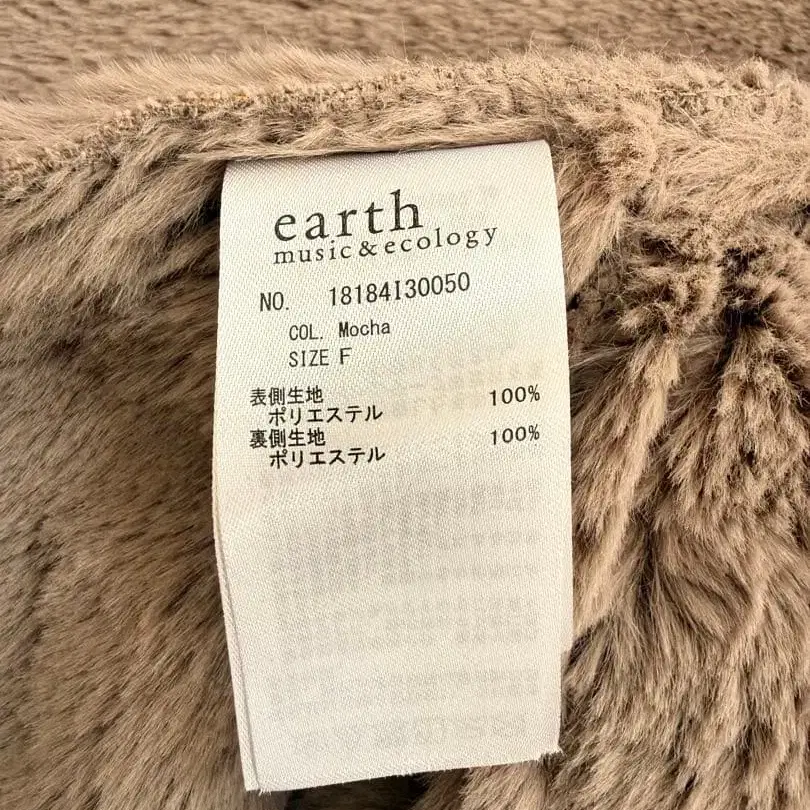 earth
music & ecology
NO. 18184I30050
COL. Mocha
SIZE F
表側生地
ポリエステル 100%
裏側生地
ポリエステル 100%